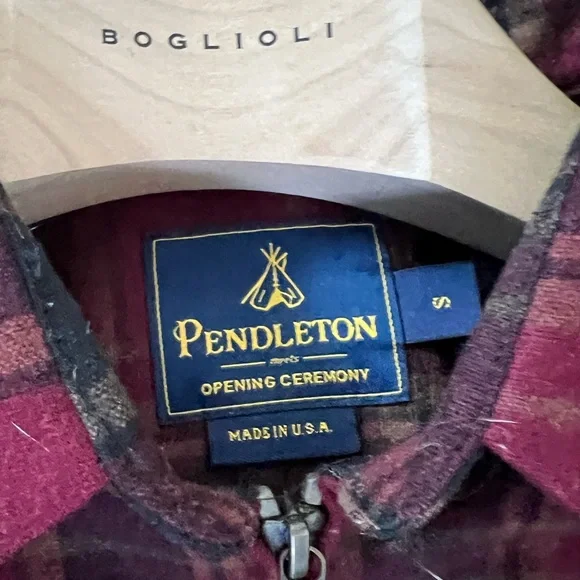 BOGLIOLI
PENDLETON
meets
OPENING CEREMONY
S
MADE IN U.S.A.